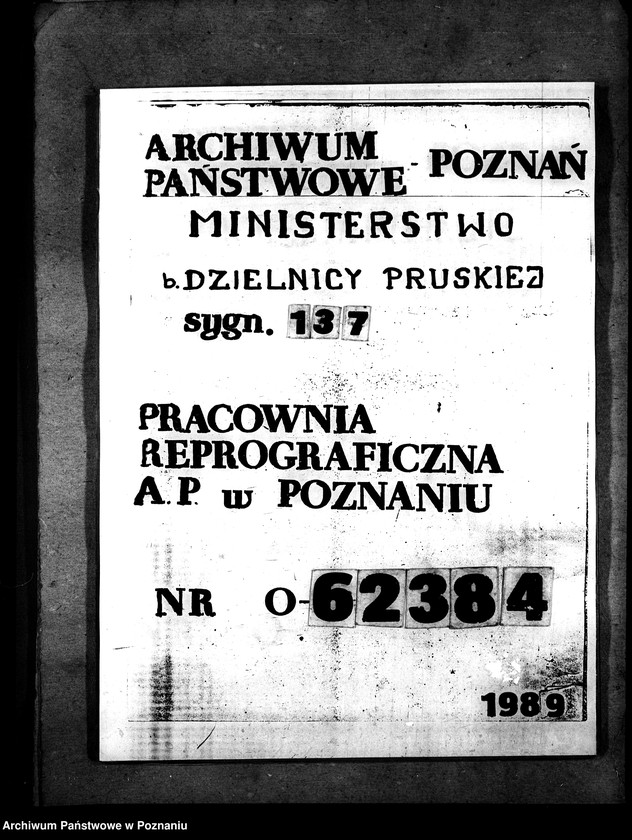 ARCHIWUM
PAŃSTWOWE - POZNAŃ
MINISTERSTWO
b. DZIELNICY PRUSKIEJ
sygn. 137
PRACOWNIA
REPROGRAFICZNA
A.P. w POZNANIU
NR O-62384
1989
Archiwum Państwowe w Poznaniu